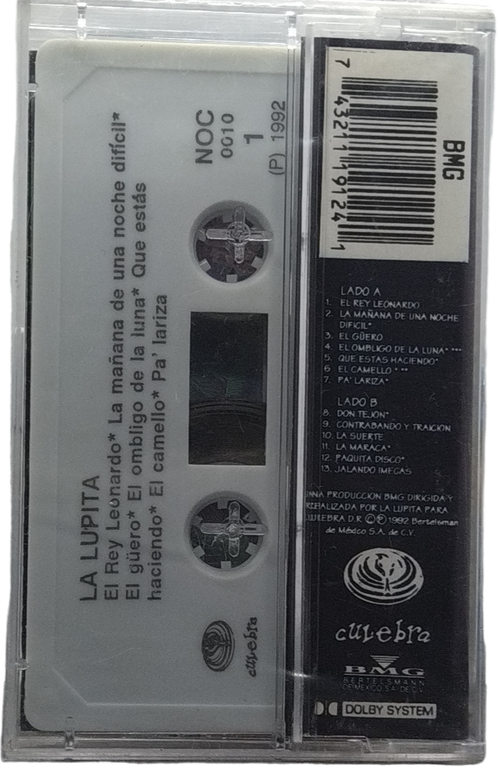 LA LUPITA
El Rey Leonardo* La mañana de una noche difícil*
El güero* El ombligo de la luna* Que estás
haciendo* El camello* Pa' lariza
NOC
0010
1
(P) 1992
culebra
BMG
7 43211 19124 1
LADO A
1. EL REY LEONARDO
2. LA MAÑANA DE UNA NOCHE
DIFICIL*
3. EL GÜERO
4. EL OMBLIGO DE LA LUNA* ***
5. QUE ESTAS HACIENDO*
6. EL CAMELLO * **
7. PA' LARIZA*
LADO B
8. DON TEJON*
9. CONTRABANDO Y TRAICION
10. LA SUERTE
11. LA MARACA*
12. PAQUITA DISCO*
13. JALANDO IMECAS
UNA PRODUCCION BMG DIRIGIDA Y
REALIZADA POR LA LUPITA PARA
CULEBRA D.R. © ℗ 1992 Bertelsman
de México S.A. de C.V.
culebra
BMG
BERTELSMANN
DE MEXICO S.A. DE C.V.
DOLBY SYSTEM